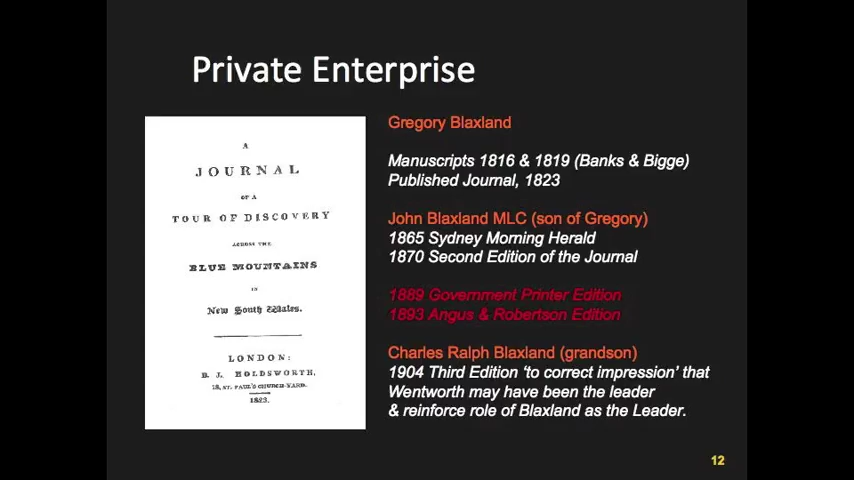 Private Enterprise
A
JOURNAL
OF A
TOUR OF DISCOVERY
ACROSS THE
BLUE MOUNTAINS
IN
New South Wales.
LONDON:
B. J. HOLDSWORTH,
18, ST. PAUL'S CHURCH-YARD.
1823.
Gregory Blaxland
Manuscripts 1816 & 1819 (Banks & Bigge)
Published Journal, 1823
John Blaxland MLC (son of Gregory)
1865 Sydney Morning Herald
1870 Second Edition of the Journal
1889 Government Printer Edition
1893 Angus & Robertson Edition
Charles Ralph Blaxland (grandson)
1904 Third Edition ‘to correct impression’ that
Wentworth may have been the leader
& reinforce role of Blaxland as the Leader.
12